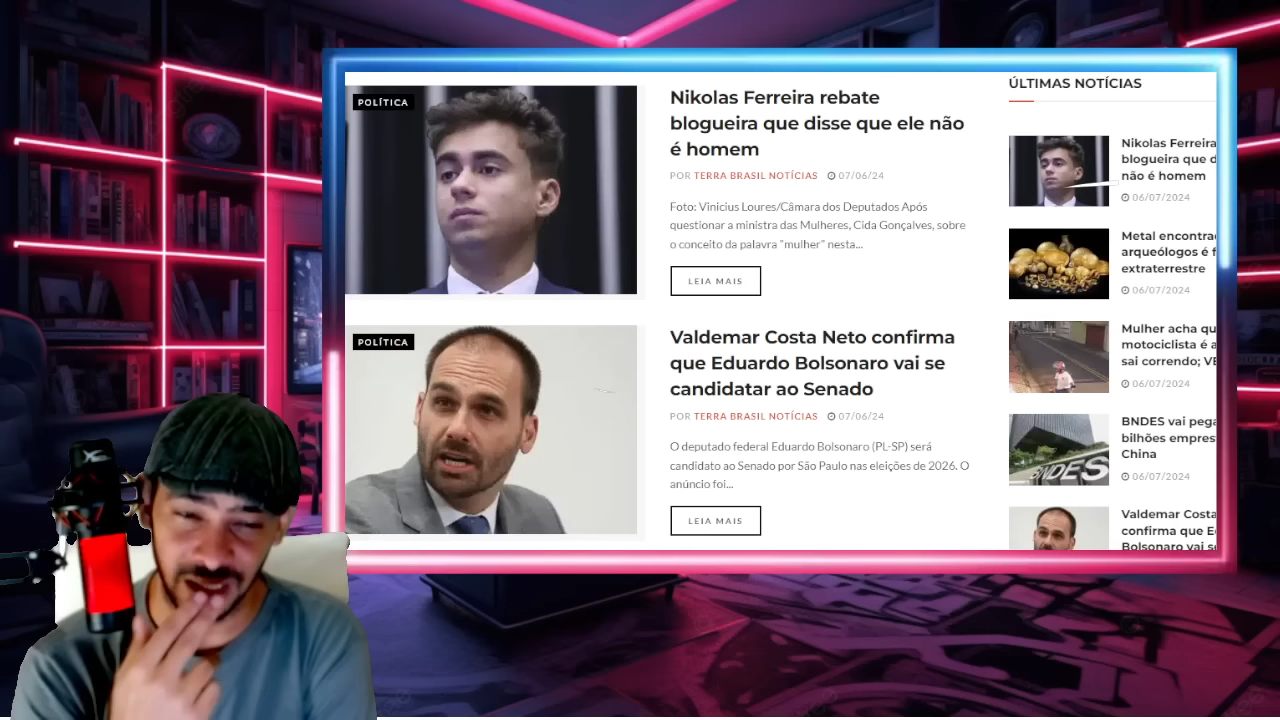 POLÍTICA
Nikolas Ferreira rebate
blogueira que disse que ele não
é homem
POR TERRA BRASIL NOTÍCIAS 07/06/24
Foto: Vinicius Loures/Câmara dos Deputados Após
questionar a ministra das Mulheres, Cida Gonçalves, sobre
o conceito da palavra "mulher" nesta...
LEIA MAIS
POLÍTICA
Valdemar Costa Neto confirma
que Eduardo Bolsonaro vai se
candidatar ao Senado
POR TERRA BRASIL NOTÍCIAS 07/06/24
O deputado federal Eduardo Bolsonaro (PL-SP) será
candidato ao Senado por São Paulo nas eleições de 2026. O
anúncio foi...
LEIA MAIS
ÚLTIMAS NOTÍCIAS
Nikolas Ferreira
blogueira que d
não é homem
06/07/2024
Metal encontra
arqueólogos é f
extraterrestre
06/07/2024
Mulher acha qu
motociclista é a
sai correndo; VE
06/07/2024
BNDES vai pega
bilhões empres
China
06/07/2024
BNDES
Valdemar Costa
confirma que E
Bolsonaro vai s